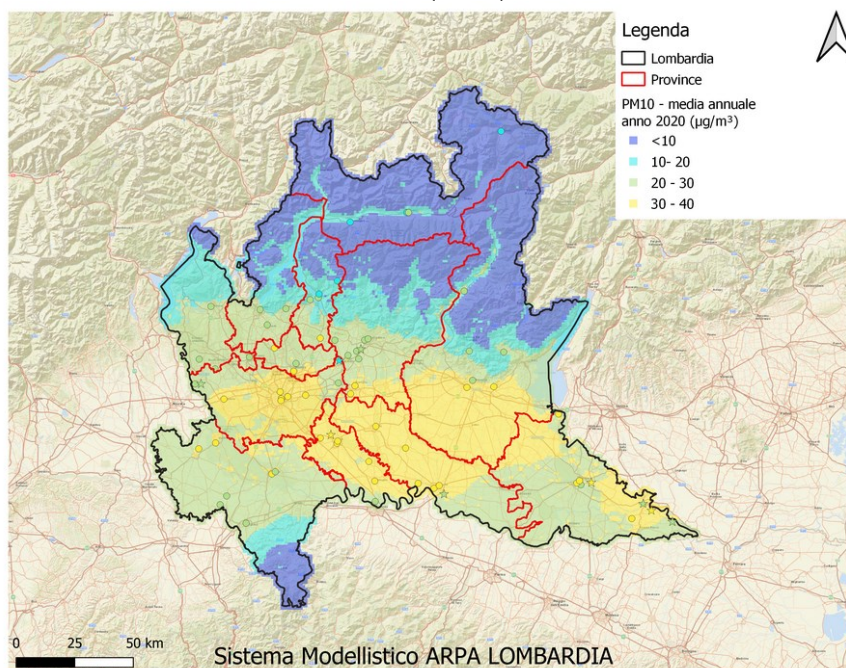 Legenda
Lombardia
Province
PM10 - media annuale
anno 2020 (µg/m³)
<10
10- 20
20 - 30
30 - 40
0 25 50 km
Sistema Modellistico ARPA LOMBARDIA